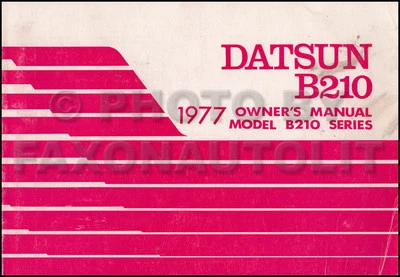 DATSUN
B210
1977 OWNER'S MANUAL
MODEL B210 SERIES
© PHOTO BY
FAXONAUTOLIT